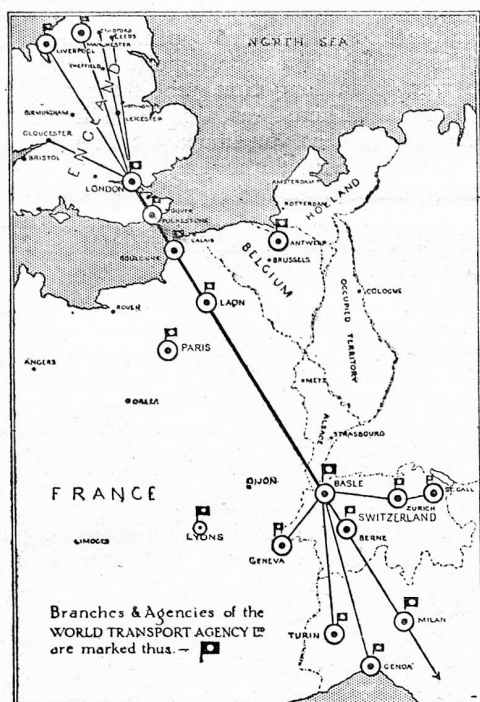 NORTH SEA
BRADFORD
LEEDS
LIVERPOOL
MANCHESTER
SHEFFIELD
ENGLAND
BIRMINGHAM
LEICESTER
GLOUCESTER
BRISTOL
LONDON
AMSTERDAM
HOLLAND
ROTTERDAM
DOVER
FOLKESTONE
CALAIS
BOULOGNE
ANTWERP
BELGIUM
BRUSSELS
COLOGNE
OCCUPIED TERRITORY
ROUEN
LAON
PARIS
ANGERS
METZ
ALSACE
STRASBOURG
DIJON
BASLE
ST. GALL
ZURICH
FRANCE
SWITZERLAND
BERNE
LYONS
LIMOGES
GENEVA
MILAN
TURIN
GENOA
Branches & Agencies of the
WORLD TRANSPORT AGENCY LTD
are marked thus.—